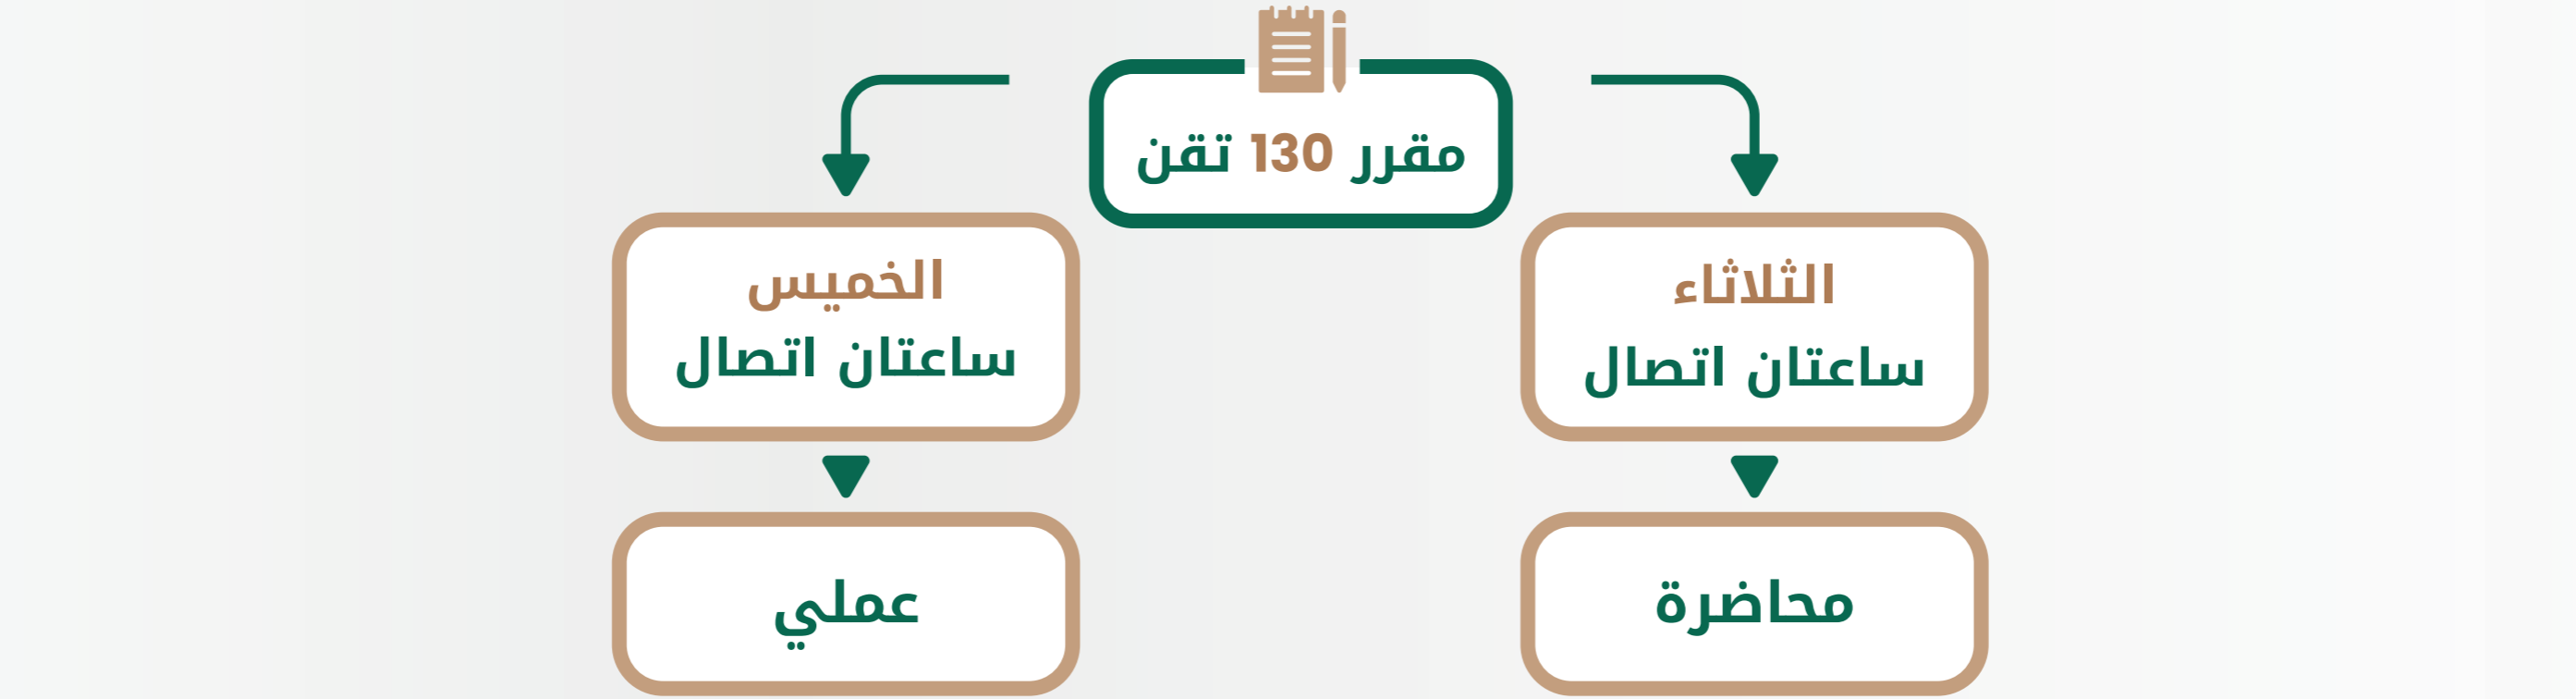 مقرر 130 تقن
الثلاثاء
ساعتان اتصال
محاضرة
الخميس
ساعتان اتصال
عملي